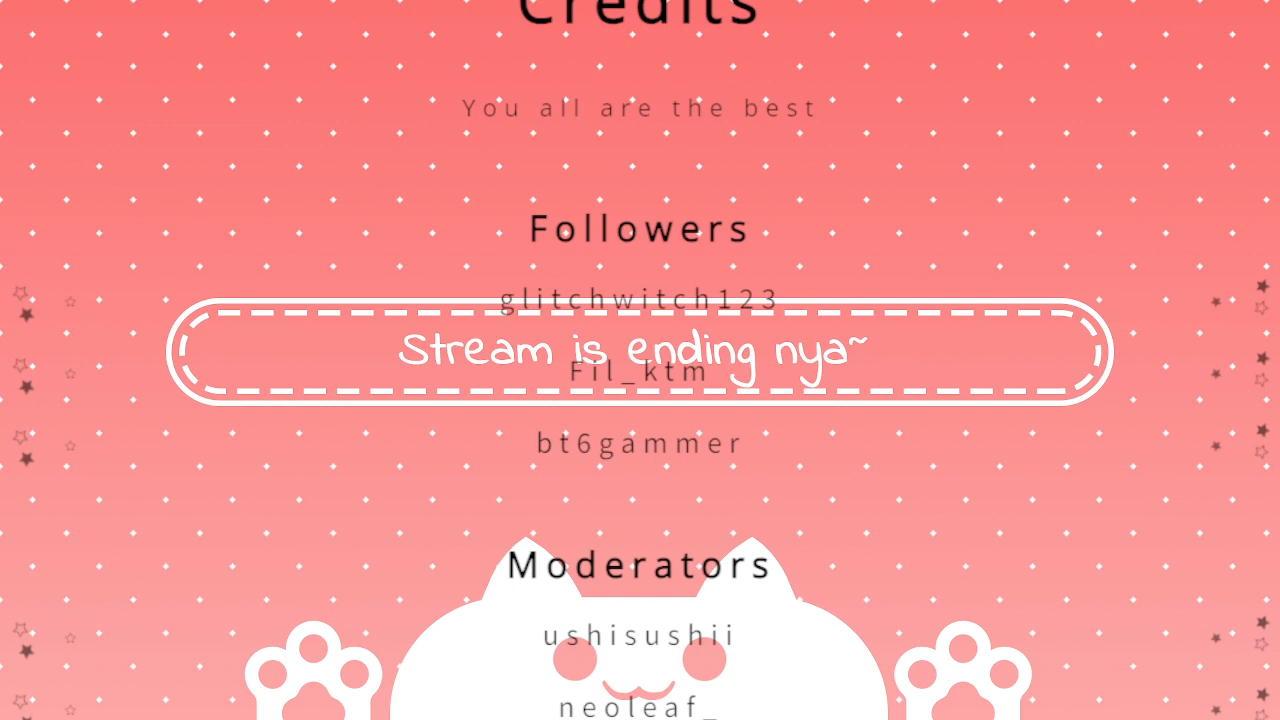 Credits
You all are the best
Followers
glitchwitch123
Stream is ending nya~
Fil_ktm
bt6gammer
Moderators
ushisushii
neoleaf_